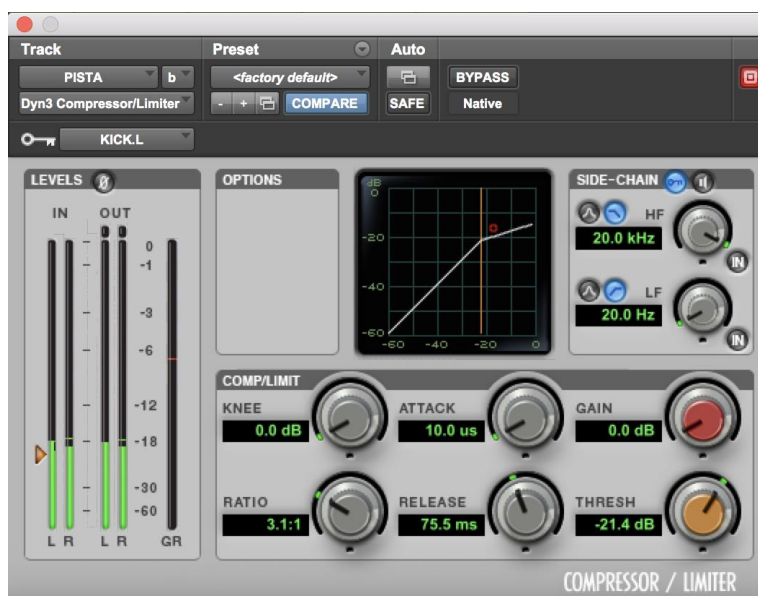 Track Preset Auto
PISTA b <factory default> BYPASS
Dyn3 Compressor/Limiter - + COMPARE SAFE Native
KICK.L
LEVELS Ø OPTIONS SIDE-CHAIN
IN OUT
0
-1
-3
-6
-12
-18
-30
-60
L R L R GR
dB
0
-20
-40
-60
-60 -40 -20 0
HF
20.0 kHz
IN
LF
20.0 Hz
IN
COMP/LIMIT
KNEE ATTACK GAIN
0.0 dB 10.0 us 0.0 dB
RATIO RELEASE THRESH
3.1:1 75.5 ms -21.4 dB
COMPRESSOR / LIMITER